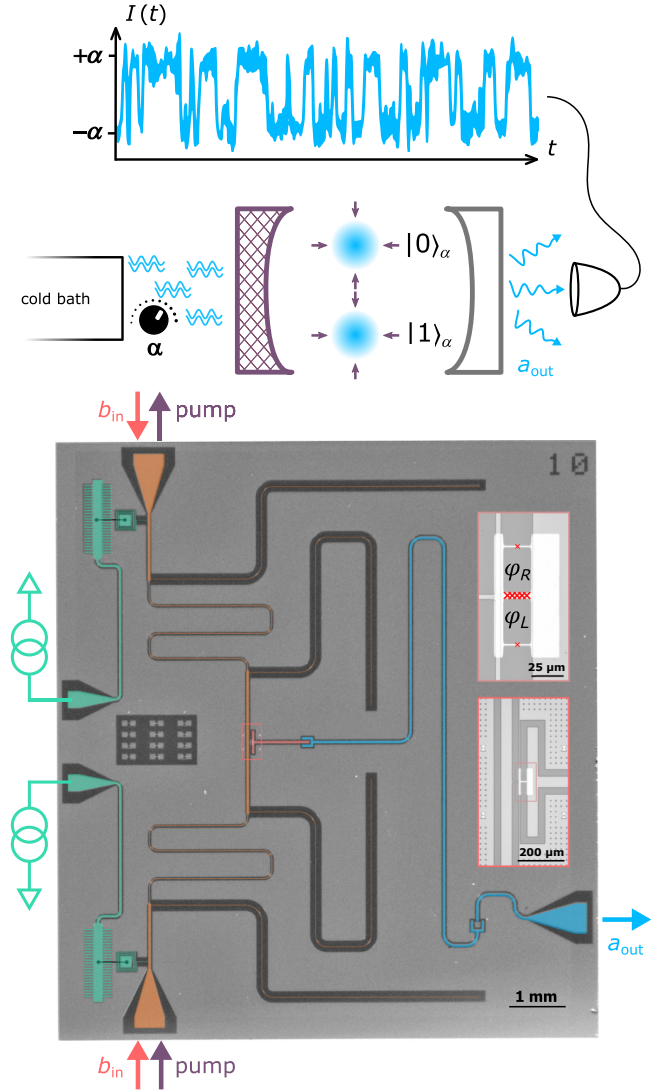 I(t)
+α
−α
t
cold bath
α
|0⟩α
|1⟩α
aout
bin pump
10
φR
φL
25 μm
200 μm
aout
1 mm
bin pump